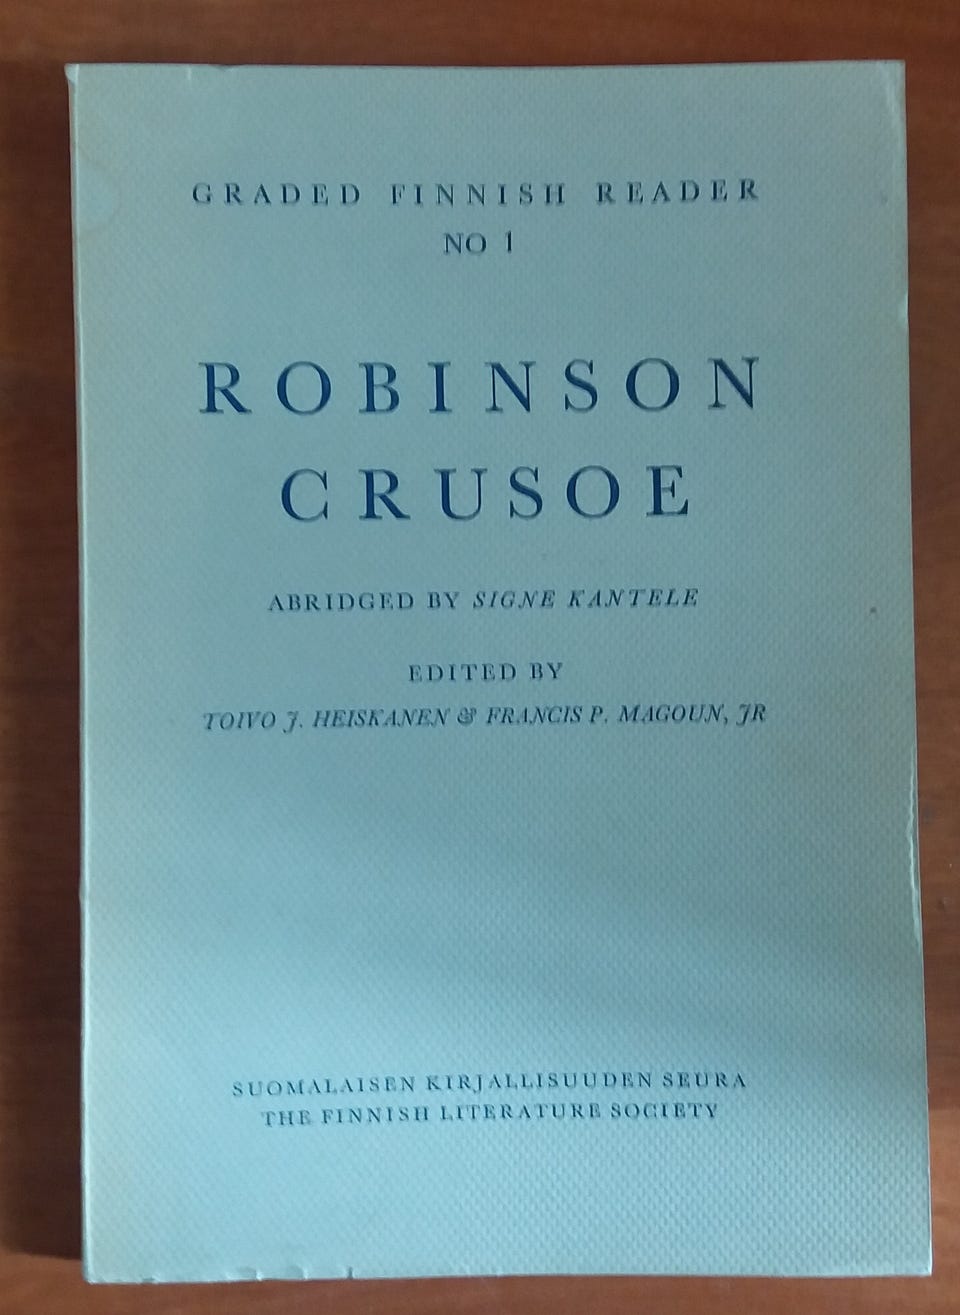 GRADED FINNISH READER
NO 1
ROBINSON
CRUSOE
ABRIDGED BY SIGNE KANTELE
EDITED BY
TOIVO J. HEISKANEN & FRANCIS P. MAGOUN, JR
SUOMALAISEN KIRJALLISUUDEN SEURA
THE FINNISH LITERATURE SOCIETY